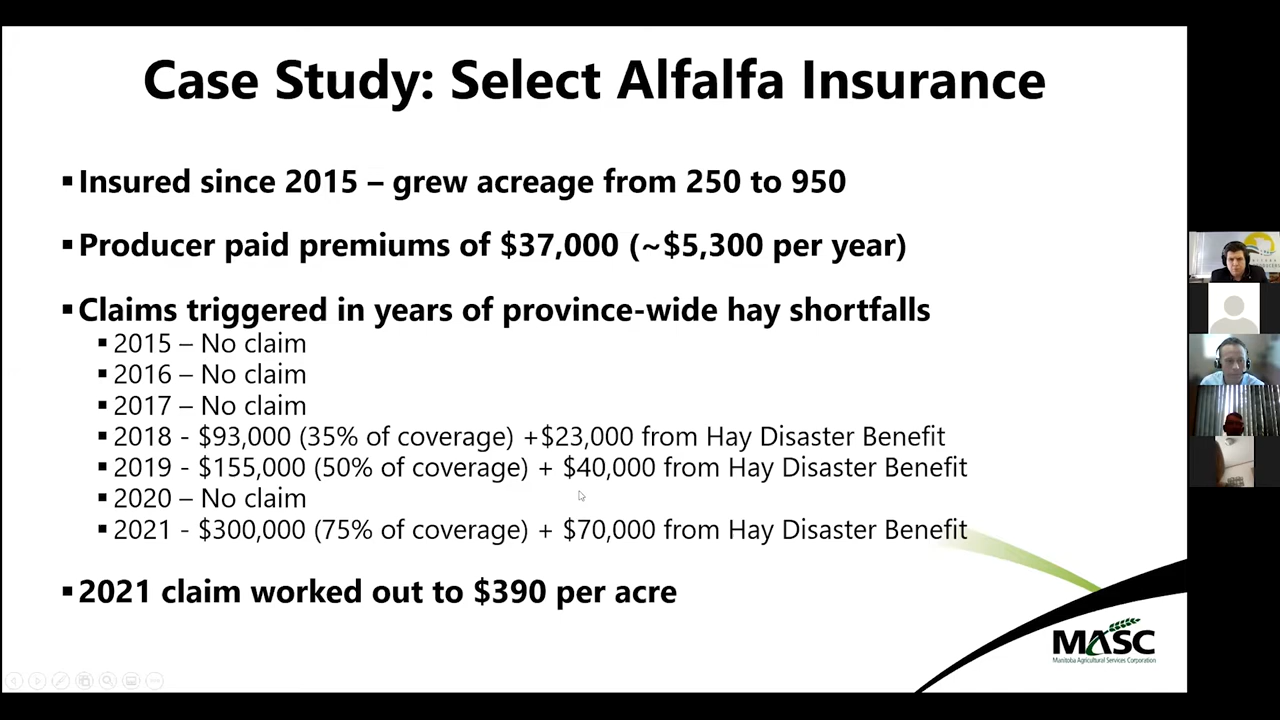 Case Study: Select Alfalfa Insurance
▪Insured since 2015 – grew acreage from 250 to 950
▪Producer paid premiums of $37,000 (~$5,300 per year)
▪Claims triggered in years of province-wide hay shortfalls
▪2015 – No claim
▪2016 – No claim
▪2017 – No claim
▪2018 - $93,000 (35% of coverage) +$23,000 from Hay Disaster Benefit
▪2019 - $155,000 (50% of coverage) + $40,000 from Hay Disaster Benefit
▪2020 – No claim
▪2021 - $300,000 (75% of coverage) + $70,000 from Hay Disaster Benefit
▪2021 claim worked out to $390 per acre
MASC
Manitoba Agricultural Services Corporation